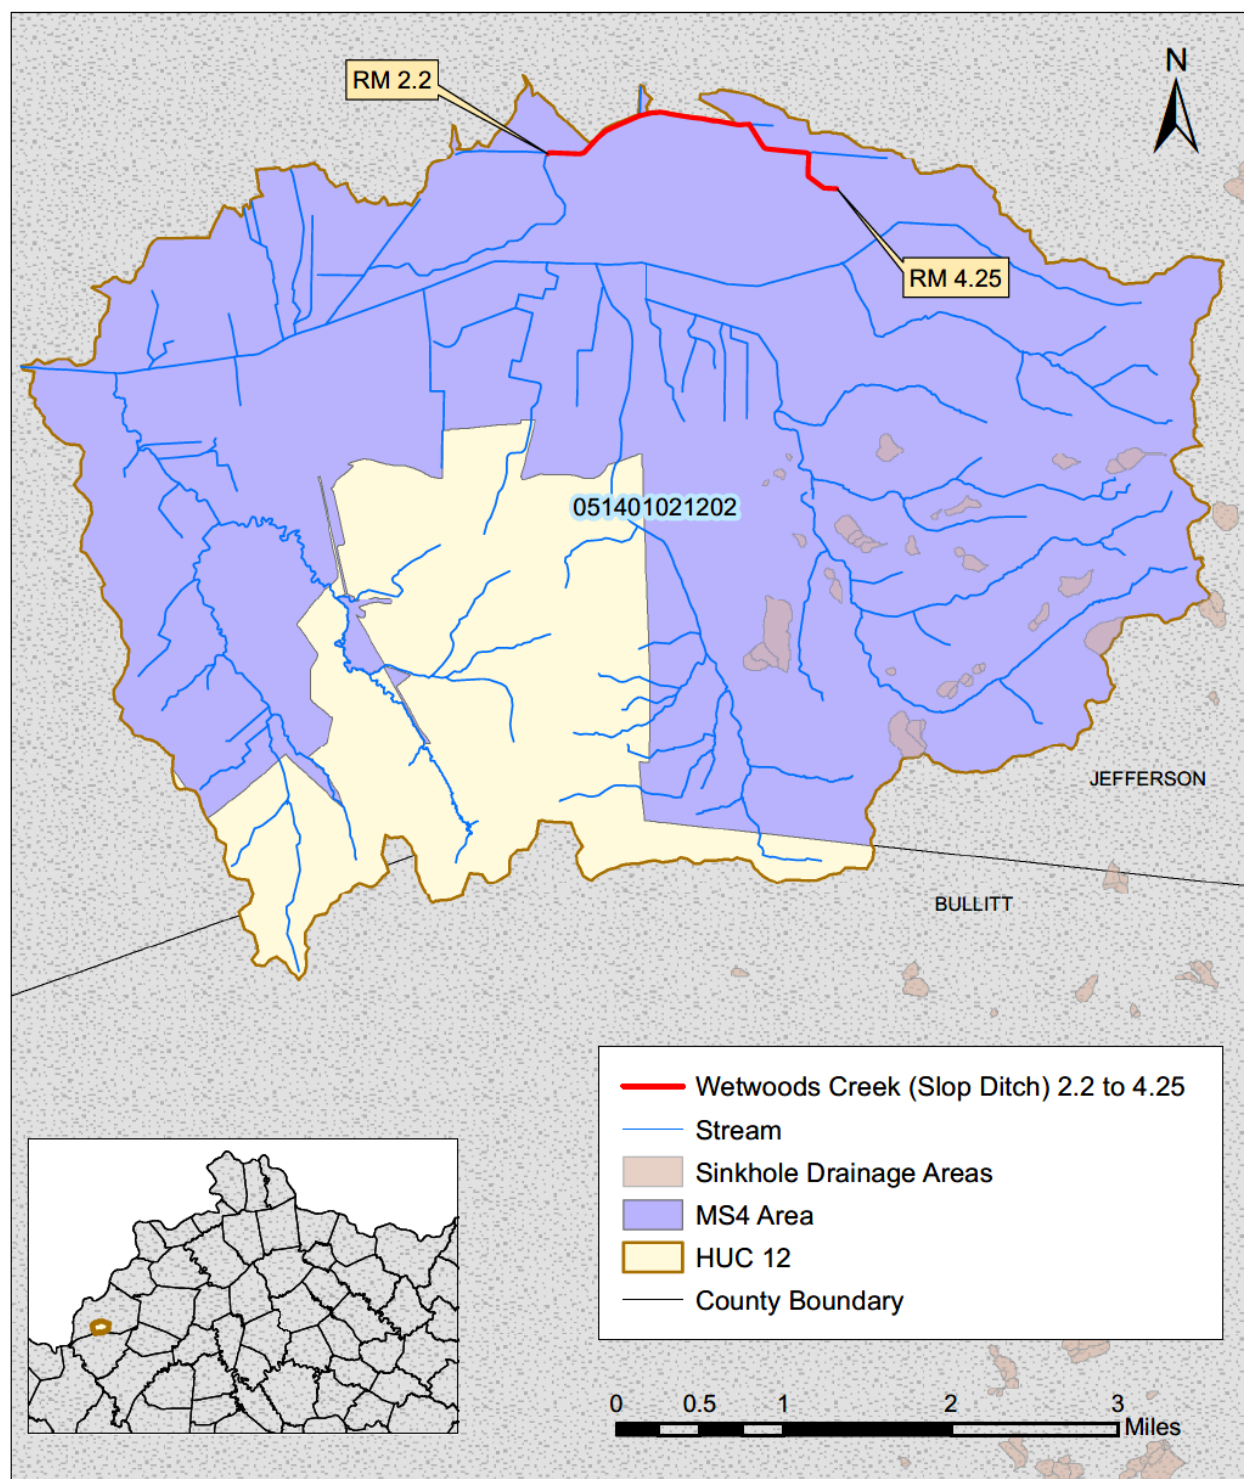 N
RM 2.2
RM 4.25
051401021202
JEFFERSON
BULLITT
Wetwoods Creek (Slop Ditch) 2.2 to 4.25
Stream
Sinkhole Drainage Areas
MS4 Area
HUC 12
County Boundary
0 0.5 1 2 3
Miles